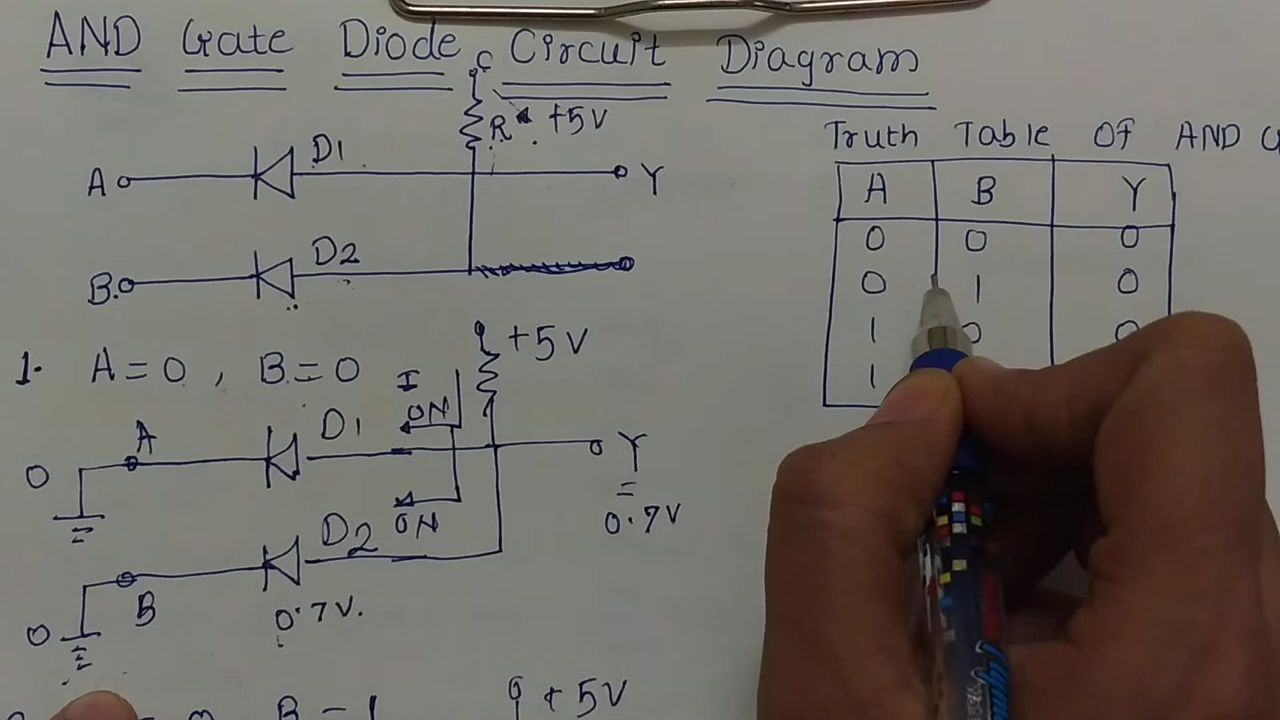 AND Gate Diode Circuit Diagram
C
R +5V
A D1 Y
B. D2
Truth Table Of AND G
A B Y
0 0 0
0 1 0
1 0 0
1
1. A = 0 , B = 0
+5V
I
ON
A D1
0 Y
=
0.7V
ON
D2
B
0
0.7V.
B - 1 + 5V